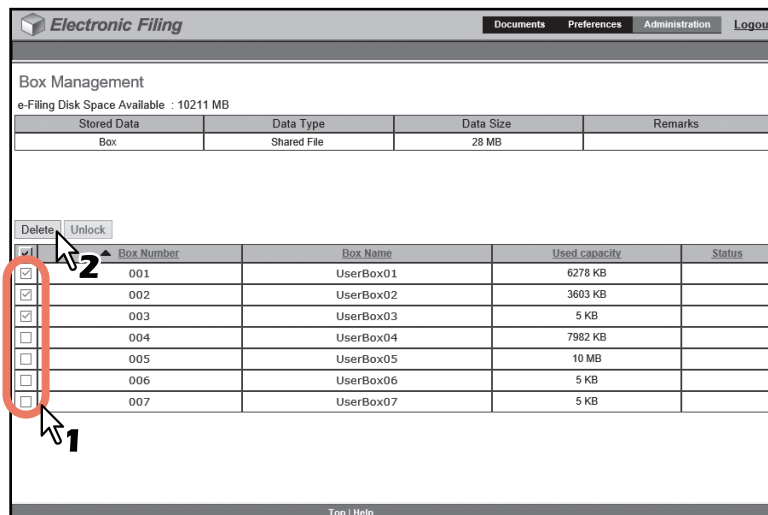 Electronic Filing Documents Preferences Administration Logou
Box Management
e-Filing Disk Space Available : 10211 MB
Stored Data Data Type Data Size Remarks
Box Shared File 28 MB
Delete Unlock
2
Box Number Box Name Used capacity Status
001 UserBox01 6278 KB
002 UserBox02 3603 KB
003 UserBox03 5 KB
004 UserBox04 7982 KB
005 UserBox05 10 MB
006 UserBox06 5 KB
007 UserBox07 5 KB
1
Top | Help